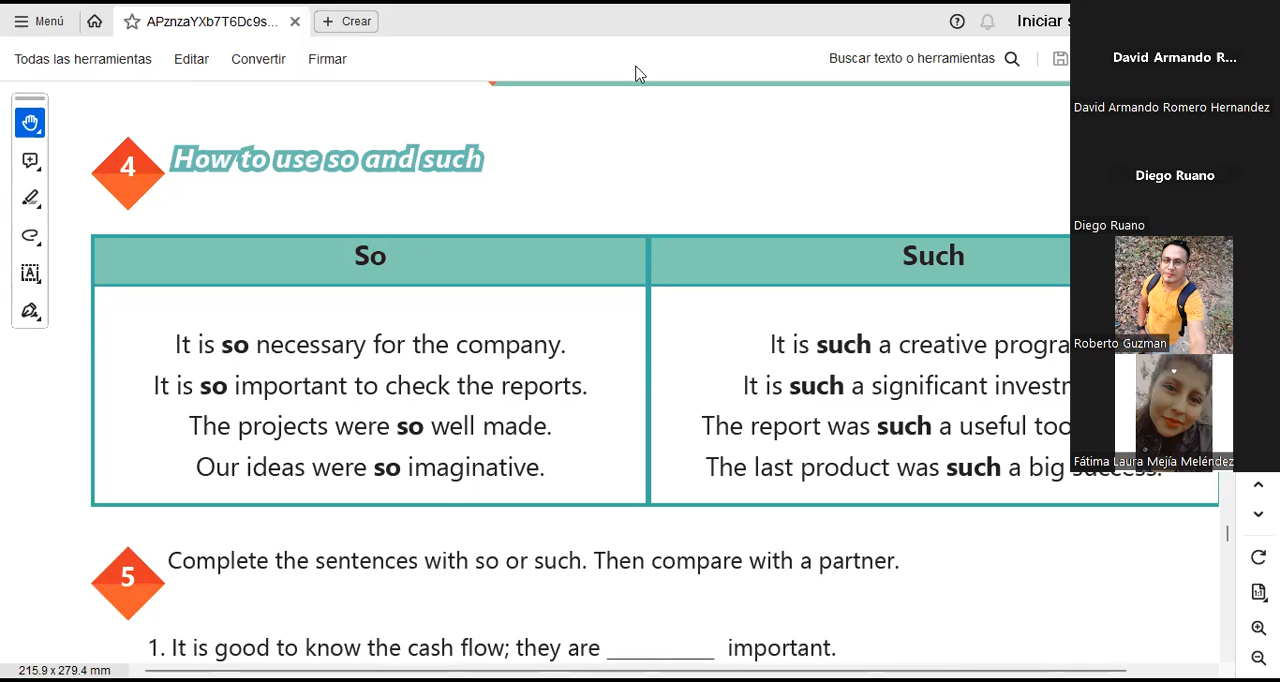 Menú
APznzaYXb7T6Dc9s...
Crear
Iniciar s
Todas las herramientas
Editar
Convertir
Firmar
Buscar texto o herramientas
4
How to use so and such
So
Such
It is so necessary for the company.
It is so important to check the reports.
The projects were so well made.
Our ideas were so imaginative.
It is such a creative progra
It is such a significant investm
The report was such a useful too
The last product was such a big success.
5
Complete the sentences with so or such. Then compare with a partner.
1. It is good to know the cash flow; they are __________ important.
215.9 x 279.4 mm
David Armando R...
David Armando Romero Hernandez
Diego Ruano
Diego Ruano
Roberto Guzman
Fátima Laura Mejía Meléndez
1:1